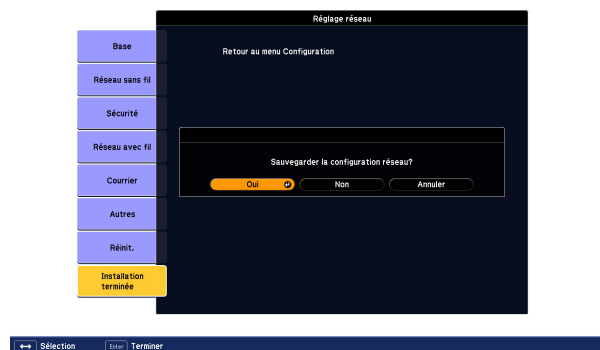 Réglage réseau
Base
Retour au menu Configuration
Réseau sans fil
Sécurité
Réseau avec fil
Sauvegarder la configuration réseau?
Courrier
Oui
Non
Annuler
Autres
Réinit.
Installation
terminée
Sélection
Enter
Terminer